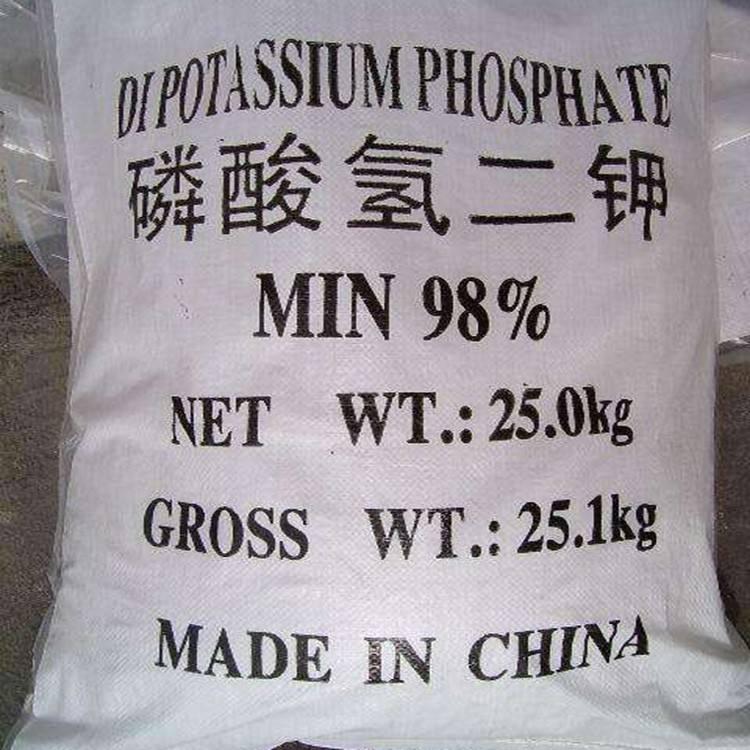 DI POTASSIUM PHOSPHATE
磷酸氢二钾
MIN 98%
NET WT.: 25.0kg
GROSS WT.: 25.1kg
MADE IN CHINA